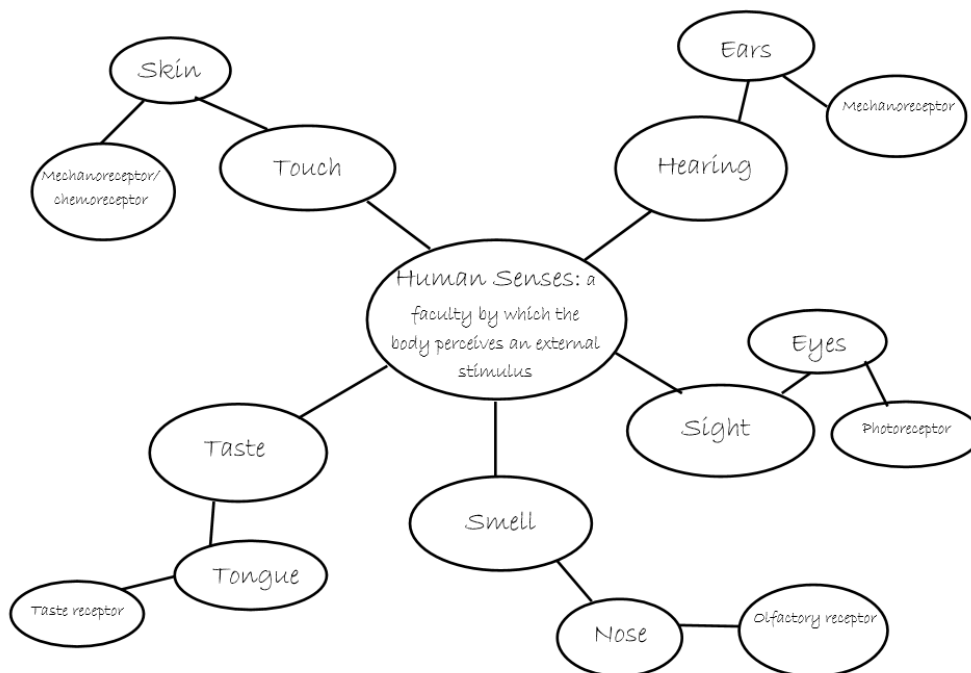 Skin
Ears
Mechanoreceptor
Touch
Hearing
Mechanoreceptor/
chemoreceptor
Human Senses: a
faculty by which the
body perceives an external
stimulus
Eyes
Sight
Photoreceptor
Taste
Smell
Tongue
Taste receptor
Nose
Olfactory receptor